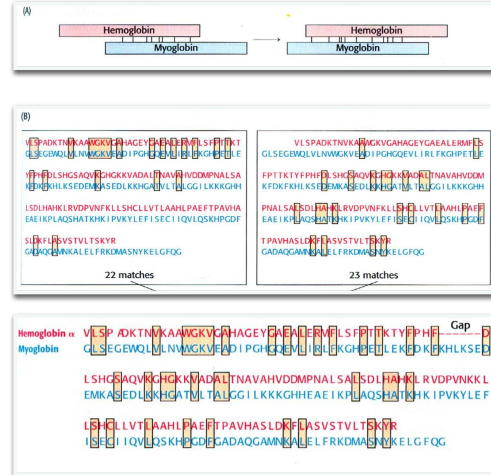 (A)
Hemoglobin
Myoglobin
Hemoglobin
Myoglobin
(B)
VLSPADKTNVKAAWGKVGAHAGEYGAEALERMFLSFPTTKT
GLSEGEWQLVLNVWGKVEADIPGHGQEVLIRLFKGHPETLE
YFPHFDLSHGSAQVKGHGKKVADALTNAVAHVDDMPNALSA
KFDKFKHLKSEDEMKASEDLKKHGATVLTALGGILKKKGHH
LSDLHAHKLRVDPVNFKLLSHCLLVTLAAHLPAEFTPAVHA
EAEIKPLAQSHATKHKIPVKYLEFISECIIQVLQSKHPGDF
SLDKFLASVSTVLTSKYR
GADAQGAMNKALELFRKDMASNYKELGFQG
22 matches
VLSPADKTNVKAAWGKVGAHAGEYGAEALERMFLS
GLSEGEWQLVLNVWGKVEADIPGHGQEVLIRLFKGHPETLE
FPTTKTYFPHFDLSHGSAQVKGHGKKVADALTNAVAHVDDM
KFDKFKHLKSEDEMKASEDLKKHGATVLTALGGILKKKGHH
PNALSALSDLHAHKLRVDPVNFKLLSHCLLVTLAAHLPAEF
EAEIKPLAQSHATKHKIPVKYLEFISECIIQVLQSKHPGDF
TPAVHASLDKFLASVSTVLTSKYR
GADAQGAMNKALELFRKDMASNYKELGFQG
23 matches
Gap
Hemoglobin α VLSPADKTNVKAAWGKVGAHAGEYGAEALERMFLSFPTTKTYFPHF------D
Myoglobin GLSEGEWQLVLNVWGKVEADIPGHGQEVLIRLFKGHPETLEKFDKFKHLKSED
LSHGSAQVKGHGKKVADALTNAVAHVDDMPNALSALSDLHAHKLRVDPVNKKL
EMKASEDLKKHGATVLTALGGILKKKGHHEAEIKPLAQSHATKHKIPVKYLEF
LSHCLLVTLAAHLPAEFTPAVHASLDKFLASVSTVLTSKYR
ISECIIQVLQSKHPGDFGADAQGAMNKALELFRKDMASNYKELGFQG